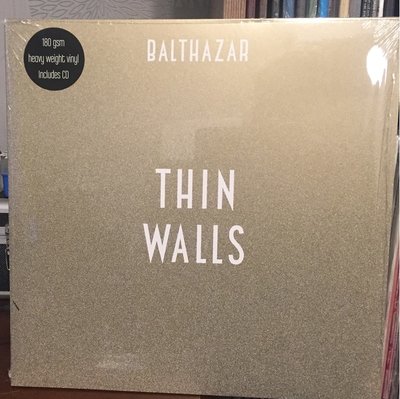 BALTHAZAR
180 gsm
heavy weight vinyl
Includes CD
THIN
WALLS